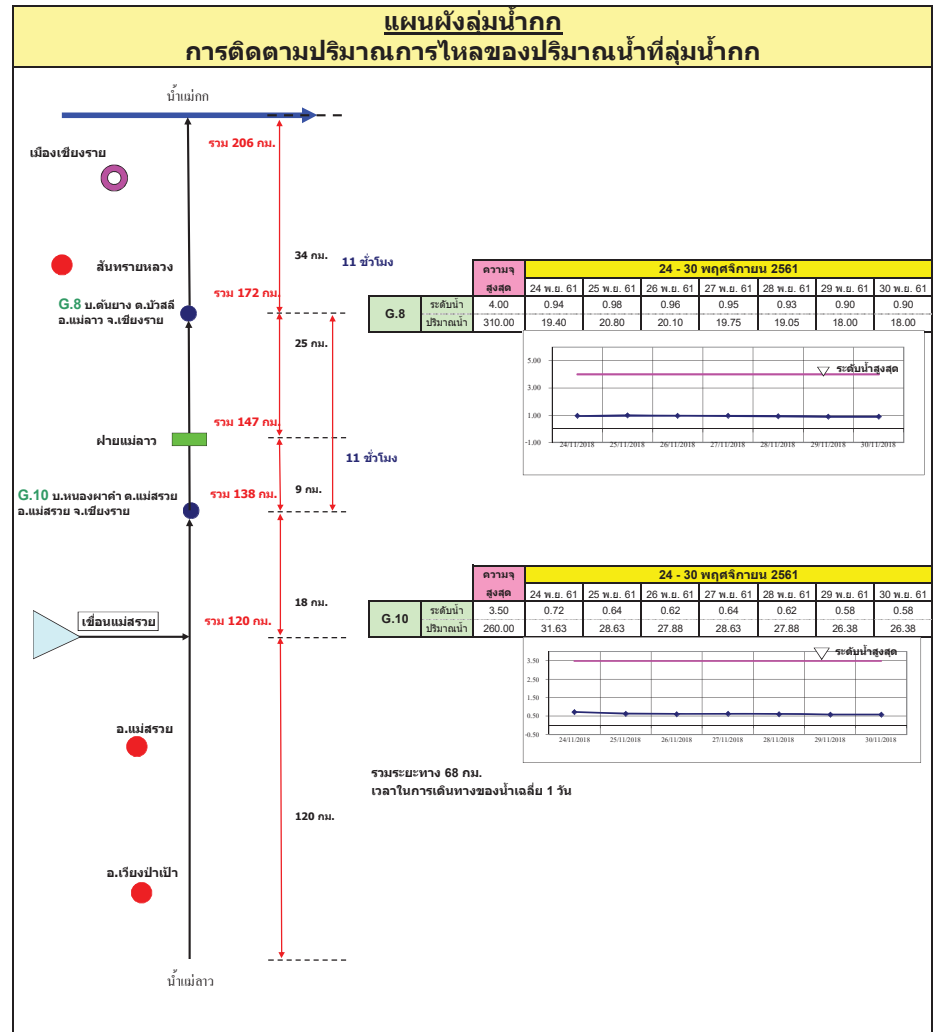 แผนผังลุ่มน้ำกก
การติดตามปริมาณการไหลของปริมาณน้ำที่ลุ่มน้ำกก
น้ำแม่กก
รวม 206 กม.
เมืองเชียงราย
34 กม.
11 ชั่วโมง
สันทรายหลวง
รวม 172 กม.
G.8 บ.ต้นยาง ต.บัวสลี
อ.แม่ลาว จ.เชียงราย
25 กม.
รวม 147 กม.
ฝายแม่ลาว
11 ชั่วโมง
9 กม.
รวม 138 กม.
G.10 บ.หนองผาคำ ต.แม่สรวย
อ.แม่สรวย จ.เชียงราย
18 กม.
รวม 120 กม.
เขื่อนแม่สรวย
อ.แม่สรวย
120 กม.
อ.เวียงป่าเป้า
น้ำแม่ลาว
ความจุ 24 - 30 พฤศจิกายน 2561
สูงสุด 24 พ.ย. 61 25 พ.ย. 61 26 พ.ย. 61 27 พ.ย. 61 28 พ.ย. 61 29 พ.ย. 61 30 พ.ย. 61
G.8 ระดับน้ำ 4.00 0.94 0.98 0.96 0.95 0.93 0.90 0.90
ปริมาณน้ำ 310.00 19.40 20.80 20.10 19.75 19.05 18.00 18.00
ระดับน้ำสูงสุด
5.00
3.00
1.00
-1.00
24/11/2018 25/11/2018 26/11/2018 27/11/2018 28/11/2018 29/11/2018 30/11/2018
ความจุ 24 - 30 พฤศจิกายน 2561
สูงสุด 24 พ.ย. 61 25 พ.ย. 61 26 พ.ย. 61 27 พ.ย. 61 28 พ.ย. 61 29 พ.ย. 61 30 พ.ย. 61
G.10 ระดับน้ำ 3.50 0.72 0.64 0.62 0.64 0.62 0.58 0.58
ปริมาณน้ำ 260.00 31.63 28.63 27.88 28.63 27.88 26.38 26.38
ระดับน้ำสูงสุด
3.50
2.50
1.50
0.50
-0.50
24/11/2018 25/11/2018 26/11/2018 27/11/2018 28/11/2018 29/11/2018 30/11/2018
รวมระยะทาง 68 กม.
เวลาในการเดินทางของน้ำเฉลี่ย 1 วัน